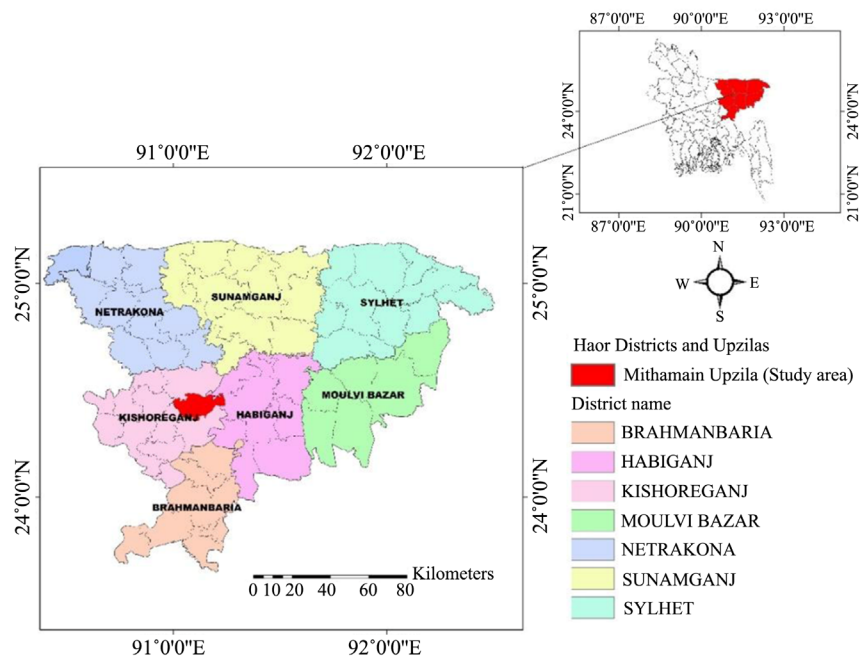 87°0'0"E 90°0'0"E 93°0'0"E
24°0'0"N
21°0'0"N
24°0'0"N
21°0'0"N
87°0'0"E 90°0'0"E 93°0'0"E
91°0'0"E 92°0'0"E
25°0'0"N
24°0'0"N
25°0'0"N
24°0'0"N
NETRAKONA
SUNAMGANJ
SYLHET
KISHOREGANJ
HABIGANJ
MOULVI BAZAR
BRAHMANBARIA
Kilometers
0 10 20 40 60 80
91°0'0"E 92°0'0"E
N
W E
S
Haor Districts and Upzilas
Mithamain Upzila (Study area)
District name
BRAHMANBARIA
HABIGANJ
KISHOREGANJ
MOULVI BAZAR
NETRAKONA
SUNAMGANJ
SYLHET